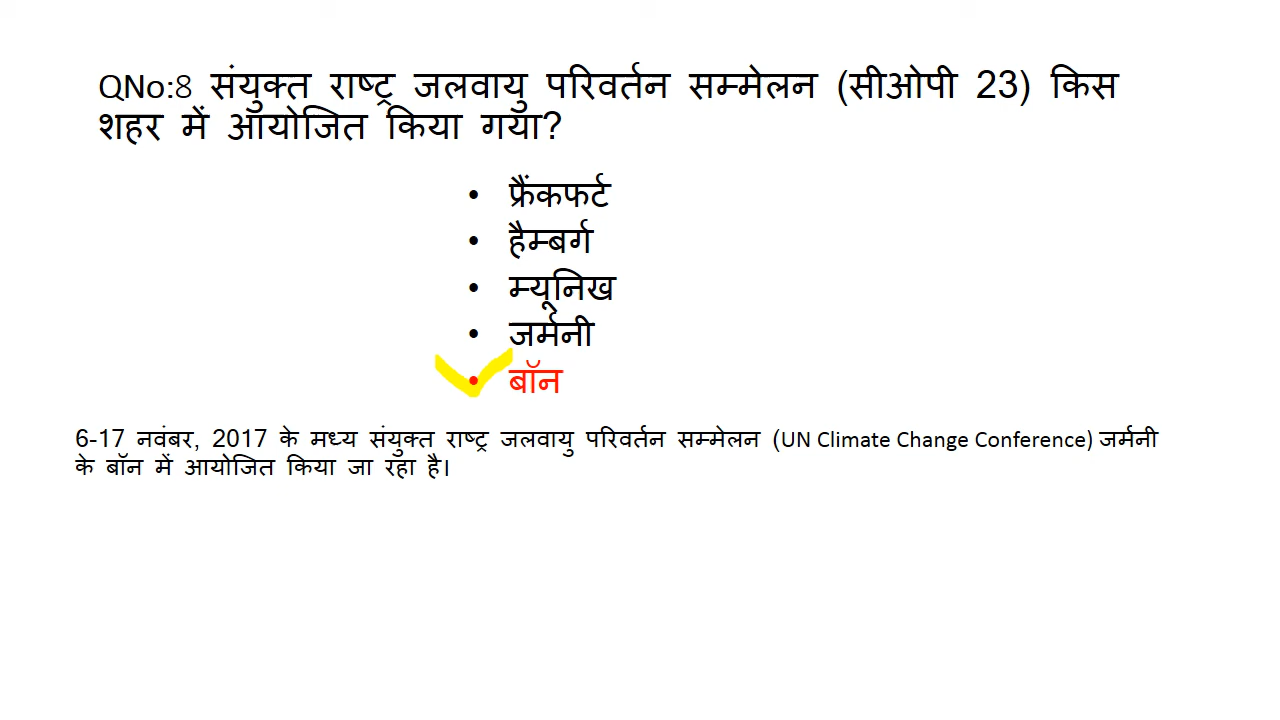 QNo:8 संयुक्त राष्ट्र जलवायु परिवर्तन सम्मेलन (सीओपी 23) किस
शहर में आयोजित किया गया?
• फ्रैंकफर्ट
• हैम्बर्ग
• म्यूनिख
• जर्मनी
• बॉन
6-17 नवंबर, 2017 के मध्य संयुक्त राष्ट्र जलवायु परिवर्तन सम्मेलन (UN Climate Change Conference) जर्मनी
के बॉन में आयोजित किया जा रहा है।